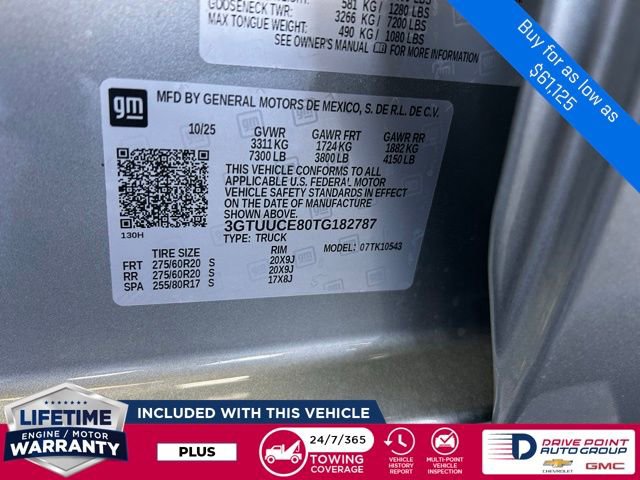 581 KG/ 1280 LBS
GOOSENECK TWR: 3266 KG/ 7200 LBS
MAX TONGUE TWR: 490 KG/ 1080 LBS
SEE OWNER'S MANUAL FOR MORE INFORMATION
Buy for as low as
$61,125
gm
MFD BY GENERAL MOTORS DE MEXICO, S. DE R.L. DE C.V.
10/25 GVWR GAWR FRT GAWR RR
3311 KG 1724 KG 1882 KG
7300 LB 3800 LB 4150 LB
THIS VEHICLE CONFORMS TO ALL
APPLICABLE U.S. FEDERAL MOTOR
VEHICLE SAFETY STANDARDS IN EFFECT
ON THE DATE OF MANUFACTURE
SHOWN ABOVE.
3GTUUCE80TG182787
130H
TYPE: TRUCK MODEL: 07TK10543
TIRE SIZE RIM
FRT 275/60R20 S 20X9J
RR 275/60R20 S 20X9J
SPA 255/80R17 S 17X8J
LIFETIME
ENGINE / MOTOR
WARRANTY
INCLUDED WITH THIS VEHICLE
PLUS
24/7/365
TOWING
COVERAGE
VEHICLE
HISTORY
REPORT
MULTI-POINT
VEHICLE
INSPECTION
DRIVE POINT
AUTO GROUP
CHEVROLET GMC